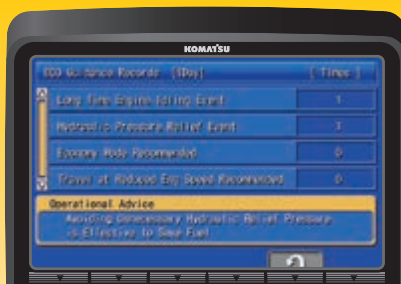 KOMATSU
ECO Guidance Records [1Day] [ Times ]
Long Time Engine Idling Event 1
Hydraulic Pressure Relief Event 3
Economy Mode Recommended 0
Travel at Reduced Eng Speed Recommended 0
Operational Advice
Avoiding Unnecessary Hydraulic Relief Pressure
is Effective to Save Fuel